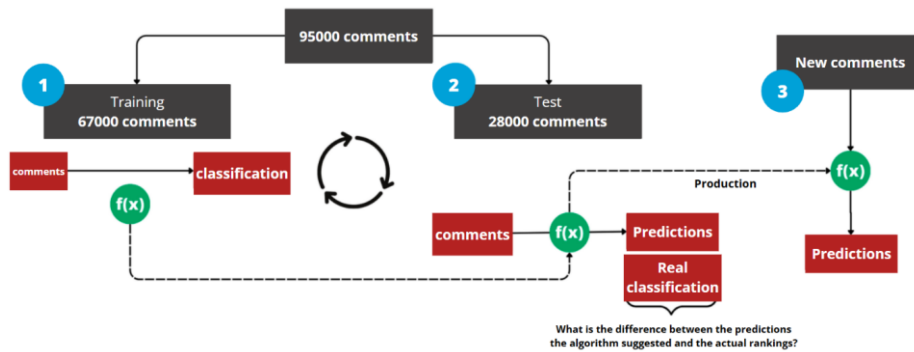 95000 comments
1
Training
67000 comments
2
Test
28000 comments
New comments
3
comments
classification
f(x)
Production
f(x)
comments
f(x)
Predictions
Real
classification
Predictions
What is the difference between the predictions
the algorithm suggested and the actual rankings?